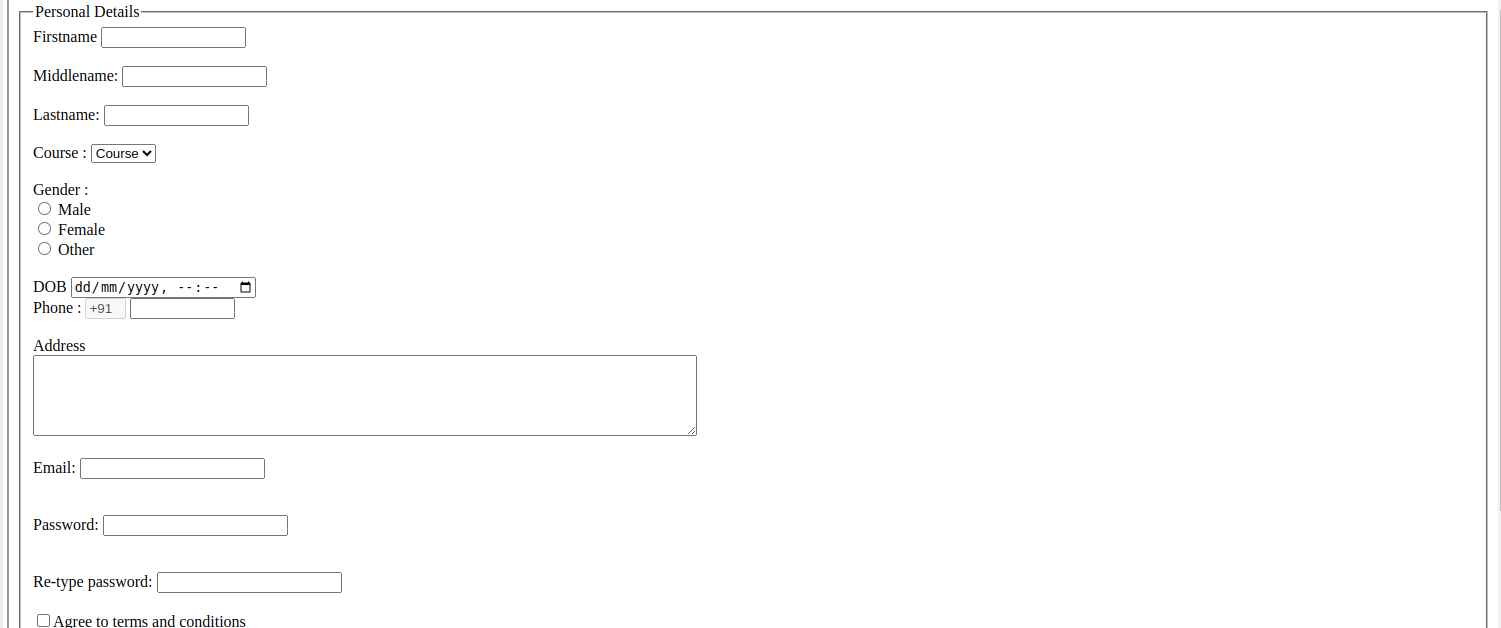 Personal Details
Firstname
Middlename:
Lastname:
Course : Course
Gender :
Male
Female
Other
DOB dd/mm/yyyy, --:--
Phone : +91
Address
Email:
Password:
Re-type password:
Agree to terms and conditions